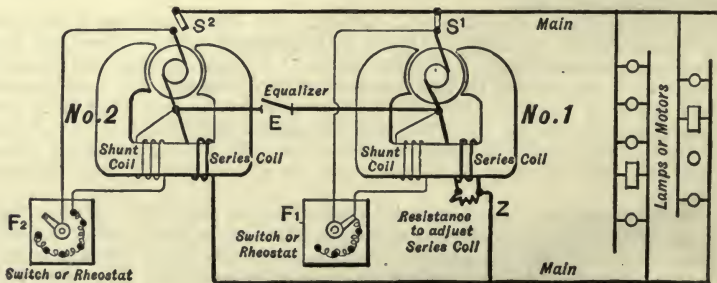 S²
S¹
Main
No.2
Equalizer
E
No.1
Shunt
Coil
Series Coil
Shunt
Coil
Series Coil
Lamps or Motors
F2
Switch or Rheostat
F1
Switch or
Rheostat
Z
Resistance
to adjust
Series Coil
Main